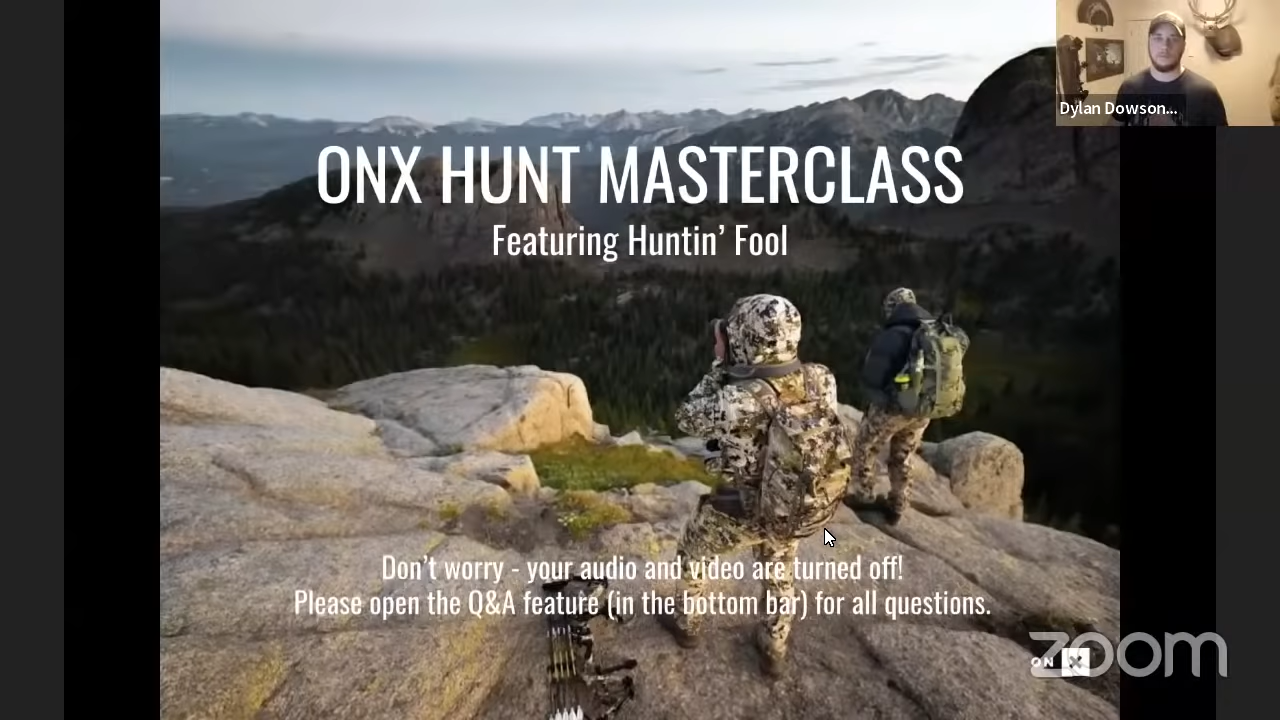 Dylan Dowson...
ONX HUNT MASTERCLASS
Featuring Huntin’ Fool
Don’t worry - your audio and video are turned off!
Please open the Q&A feature (in the bottom bar) for all questions.
ON X
zoom